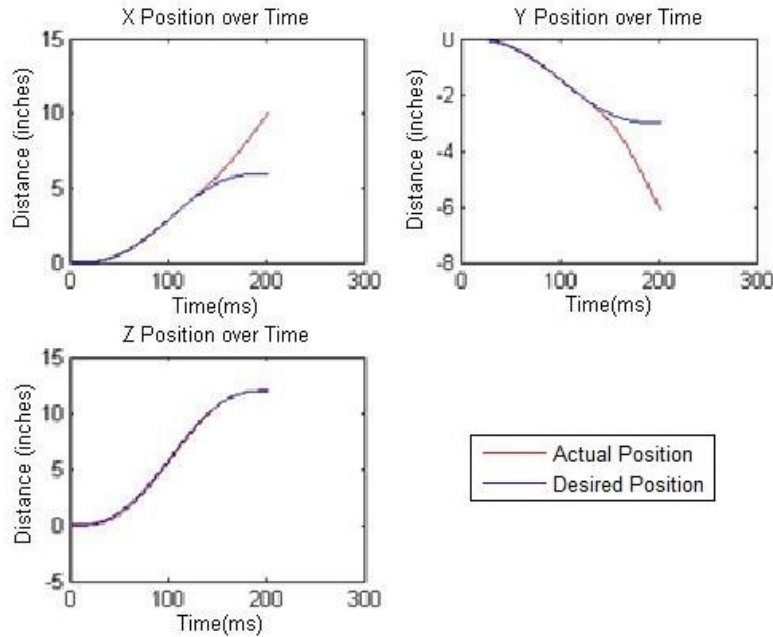 X Position over Time
15
10
5
0
0 100 200 300
Distance (inches)
Time(ms)
Y Position over Time
0
-2
-4
-6
-8
0 100 200 300
Distance (inches)
Time(ms)
Z Position over Time
15
10
5
0
-5
0 100 200 300
Distance (inches)
Time(ms)
Actual Position
Desired Position